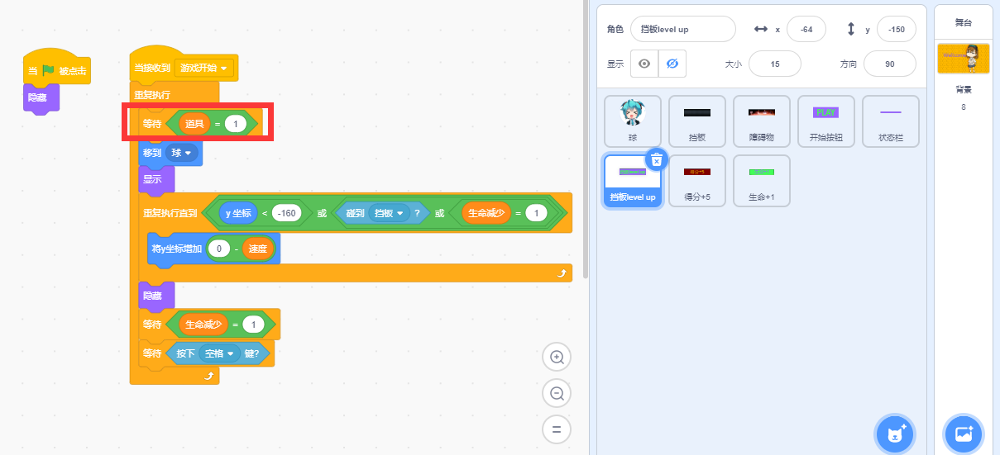 当 被点击
隐藏
当接收到 游戏开始
重复执行
等待 道具 = 1
移到 球
显示
重复执行直到 y 坐标 < -160 或 碰到 挡板 ? 或 生命减少 = 1
将y坐标增加 0 - 速度
隐藏
等待 生命减少 = 1
等待 按下 空格 键?
角色 挡板level up x -64 y -150
显示 大小 15 方向 90
球 挡板 障碍物 PLAY 开始按钮 状态栏
挡板level up 得分+5 得分+5 生命+1
舞台
Welcome
背景
8